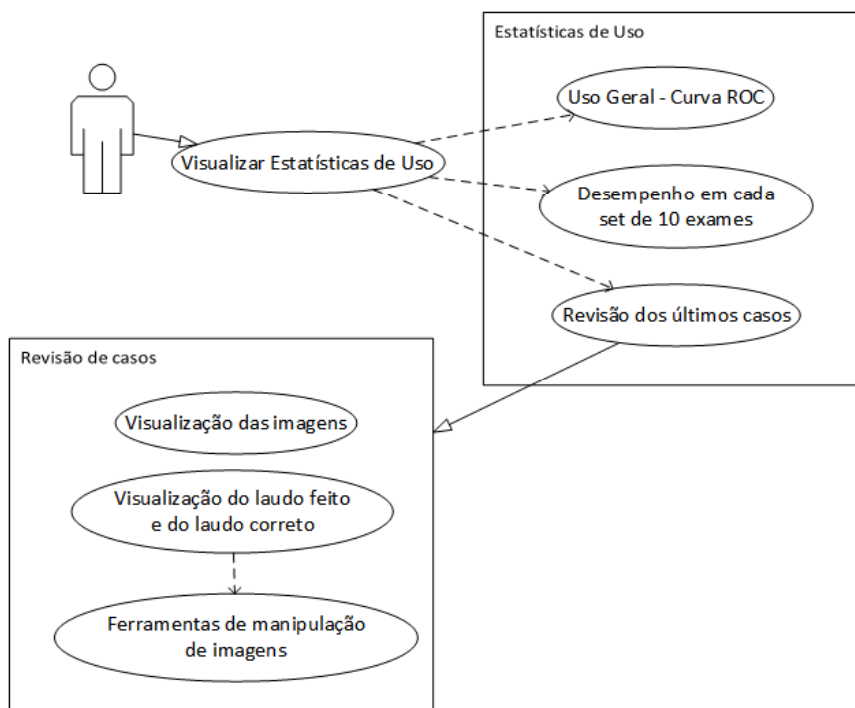 Estatísticas de Uso
Uso Geral - Curva ROC
Visualizar Estatísticas de Uso
Desempenho em cada
set de 10 exames
Revisão dos últimos casos
Revisão de casos
Visualização das imagens
Visualização do laudo feito
e do laudo correto
Ferramentas de manipulação
de imagens